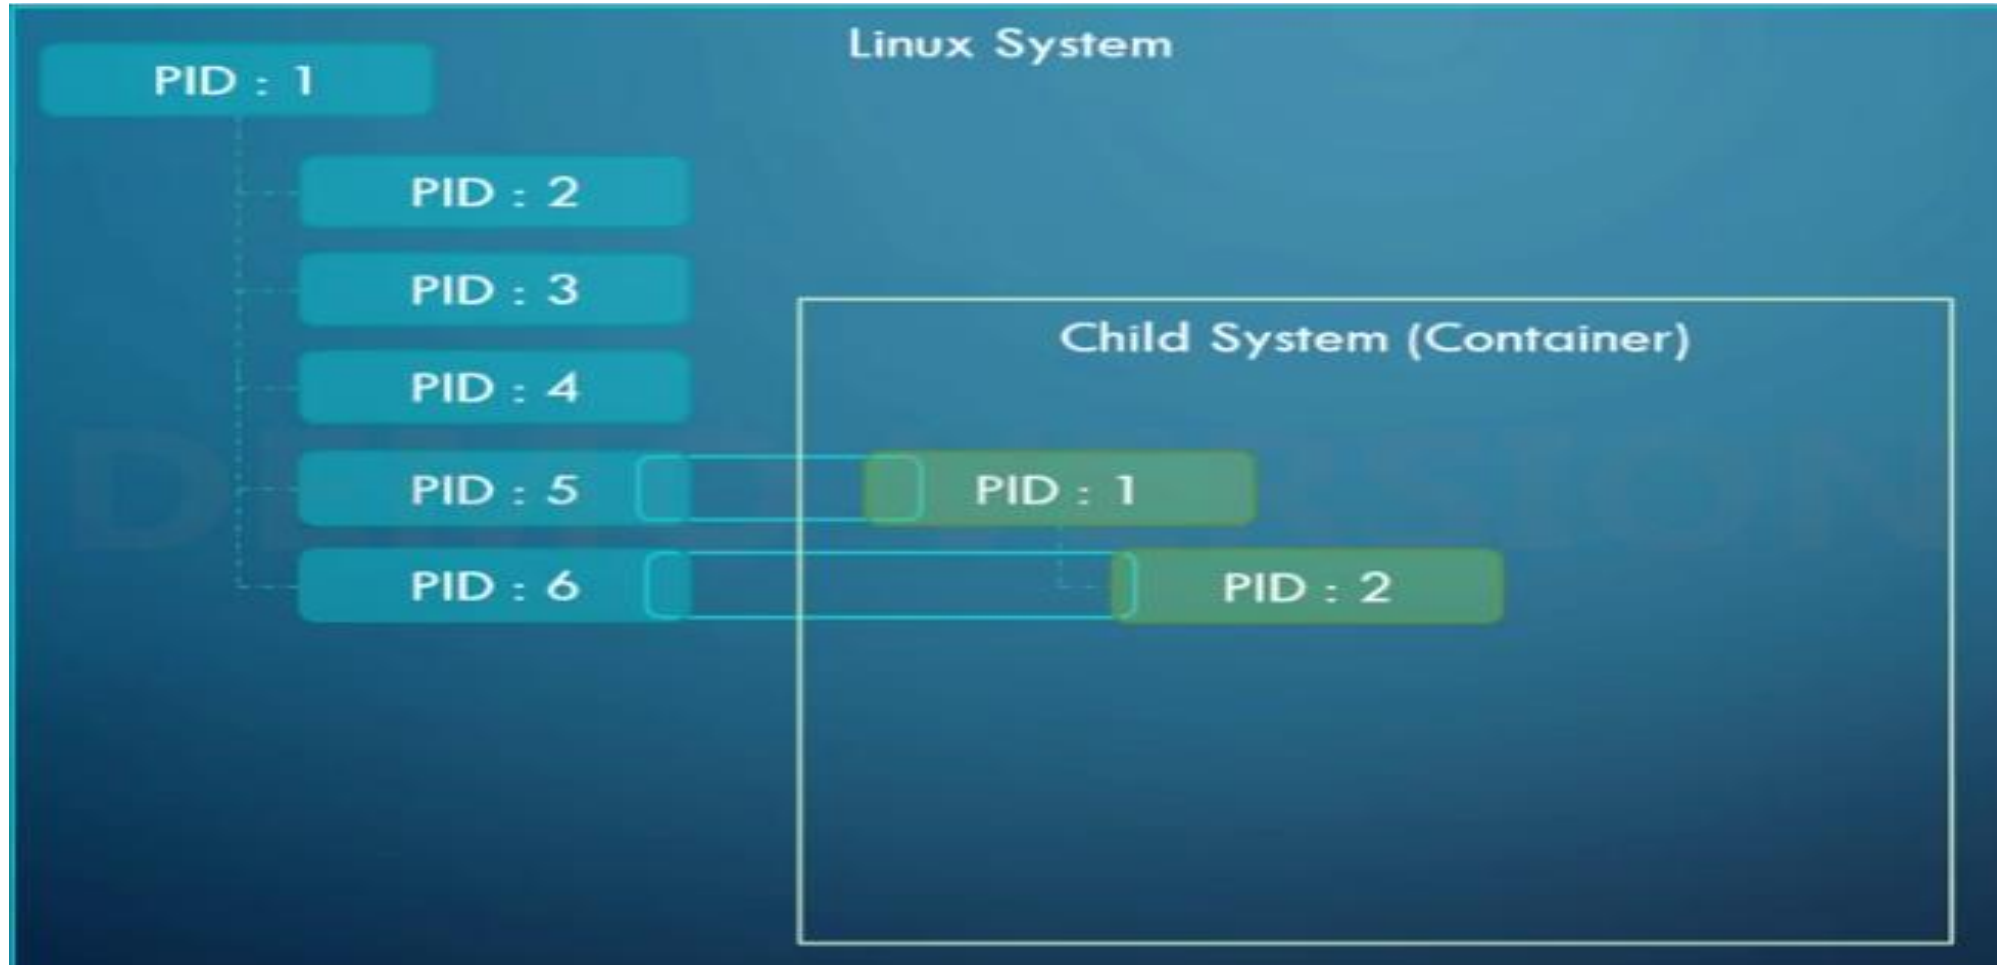 Linux System
PID : 1
PID : 2
PID : 3
Child System (Container)
PID : 4
PID : 5
PID : 1
PID : 6
PID : 2